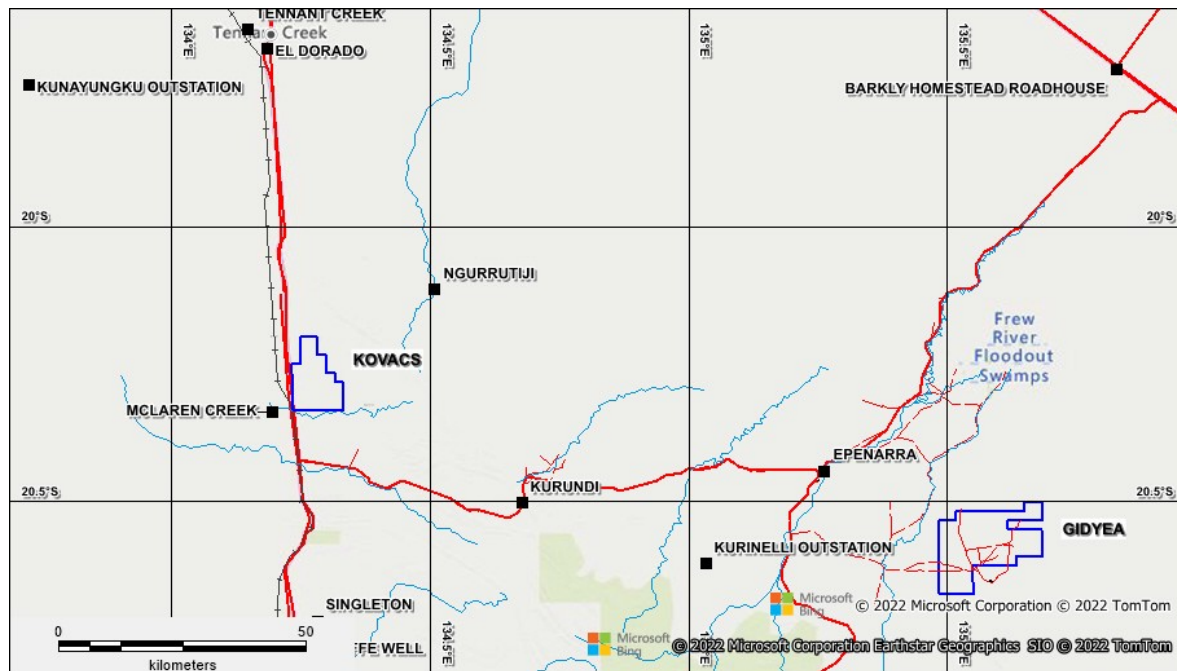 TENNANT CREEK
Tennant Creek
EL DORADO
KUNAYUNGKU OUTSTATION
134°E
134.5°E
135°E
135.5°E
BARKLY HOMESTEAD ROADHOUSE
20°S
20°S
NGURRUTIJI
Frew
River
Floodout
Swamps
KOVACS
MCLAREN CREEK
EPENARRA
20.5°S
KURUNDI
20.5°S
GIDYEA
KURINELLI OUTSTATION
Microsoft
Bing
© 2022 Microsoft Corporation © 2022 TomTom
SINGLETON
0
50
kilometers
FE WELL
Microsoft
Bing
© 2022 Microsoft Corporation Earthstar Geographics SIO © 2022 TomTom